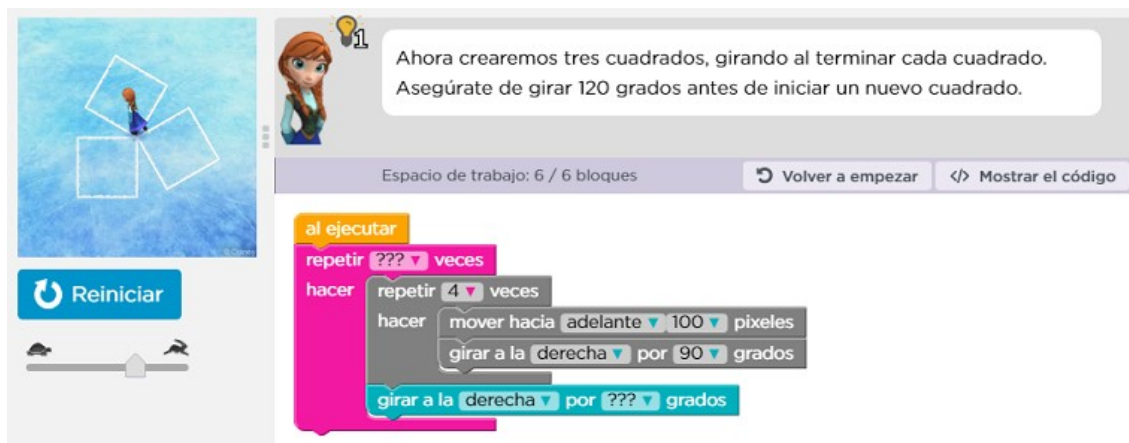 1
Ahora crearemos tres cuadrados, girando al terminar cada cuadrado.
Asegúrate de girar 120 grados antes de iniciar un nuevo cuadrado.
Espacio de trabajo: 6 / 6 bloques
Volver a empezar
</> Mostrar el código
Reiniciar
al ejecutar
repetir ??? veces
hacer repetir 4 veces
hacer mover hacia adelante 100 pixeles
girar a la derecha por 90 grados
girar a la derecha por ??? grados